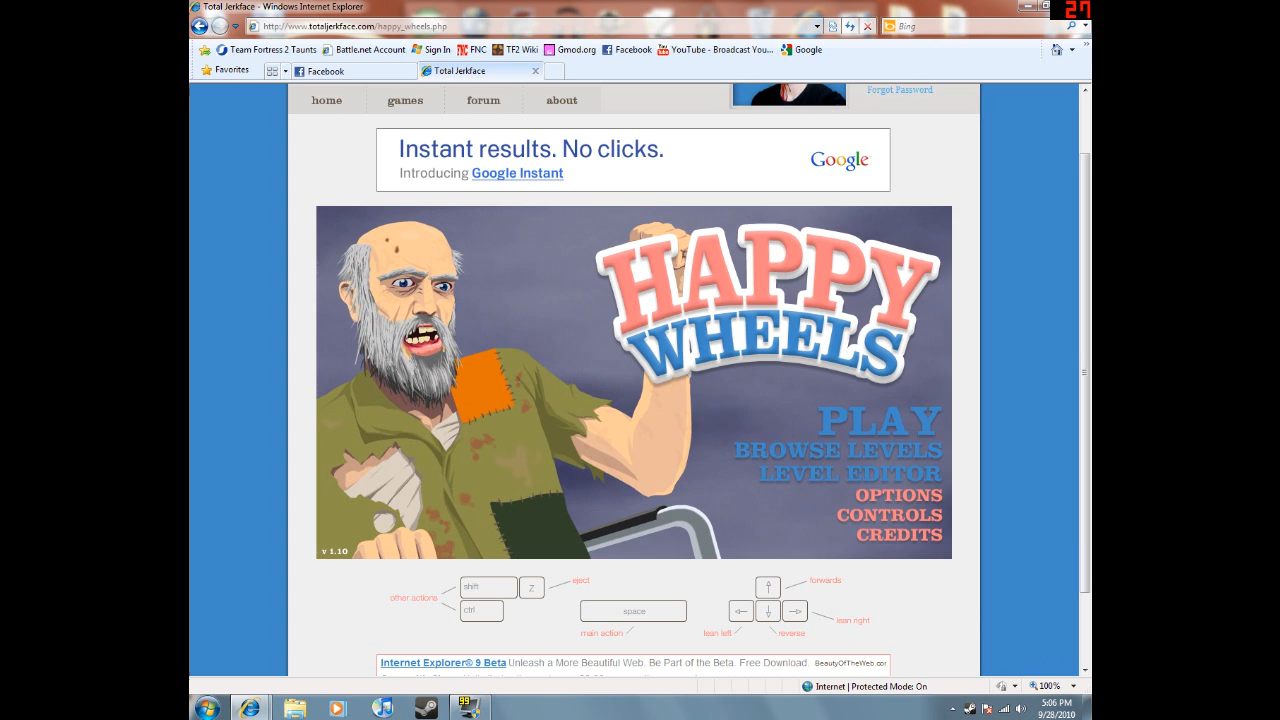 Total Jerkface - Windows Internet Explorer
27
http://www.totaljerkface.com/happy_wheels.php
Bing
Team Fortress 2 Taunts
Battle.net Account
Sign In
FNC
TF2 Wiki
Gmod.org
Facebook
YouTube - Broadcast You...
Google
Favorites
Facebook
Total Jerkface
home
games
forum
about
Forgot Password
Instant results. No clicks.
Introducing Google Instant
Google
HAPPY
WHEELS
PLAY
BROWSE LEVELS
LEVEL EDITOR
OPTIONS
CONTROLS
CREDITS
v 1.10
shift
Z
eject
other actions
ctrl
space
main action
forwards
lean left
reverse
lean right
Internet Explorer® 9 Beta Unleash a More Beautiful Web. Be Part of the Beta. Free Download. BeautyOfTheWeb.com
Internet | Protected Mode: On
100%
99
5:06 PM
9/28/2010